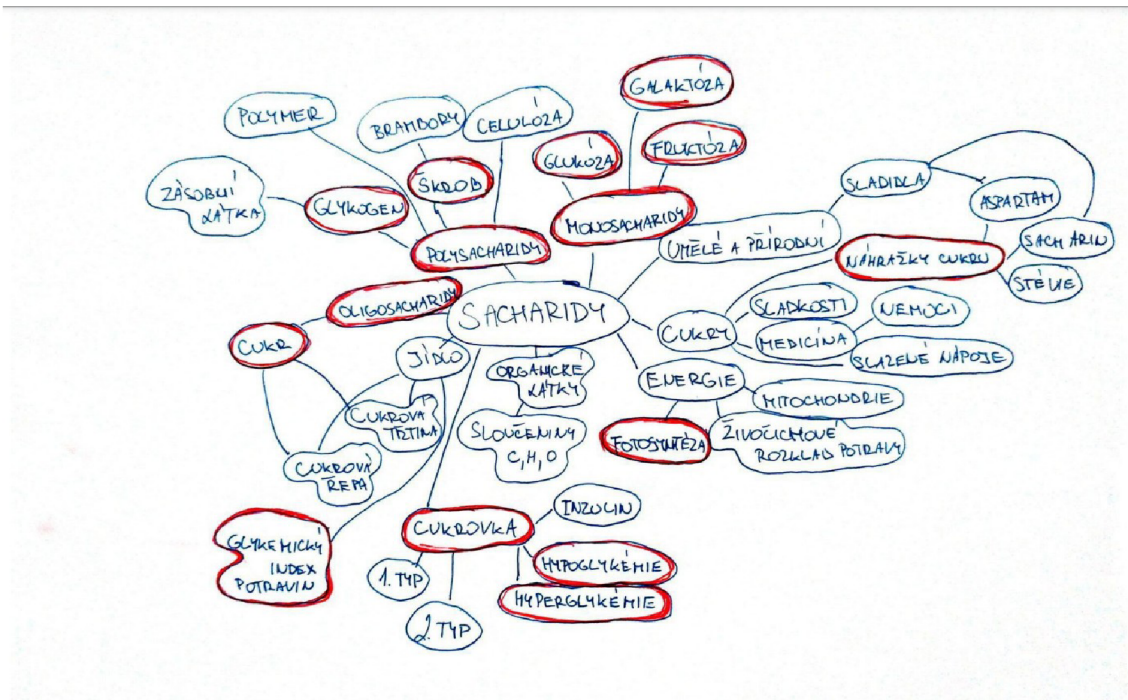 GALAKTÓZA
POLYMER
BRAMBORY
CELULÓZA
GLUKÓZA
FRUKTÓZA
ŠKROB
SLADIDLA
ZÁSOBNÍ
LÁTKA
GLYKOGEN
ASPARTAM
MONOSACHARIDY
UMĚLÉ A PŘÍRODNÍ
SACHARIN
POLYSACHARIDY
NÁHRAŽKY CUKRU
STÉVIE
OLIGOSACHARIDY
SACHARIDY
SLADKOSTI
NEMOCI
CUKRY
MEDICÍNA
CUKR
JÍDLO
SLAZENÉ NÁPOJE
ORGANICKÉ
LÁTKY
ENERGIE
MITOCHONDRIE
CUKROVÁ
TŘTINA
SLOUČENINY
C, H, O
FOTOSYNTÉZA
ŽIVOČICHOVÉ
ROZKLAD POTRAVY
CUKROVÁ
ŘEPA
INZULIN
CUKROVKA
GLYKEMICKÝ
INDEX
POTRAVIN
HYPOGLYKÉMIE
1. TYP
HYPERGLYKÉMIE
2. TYP